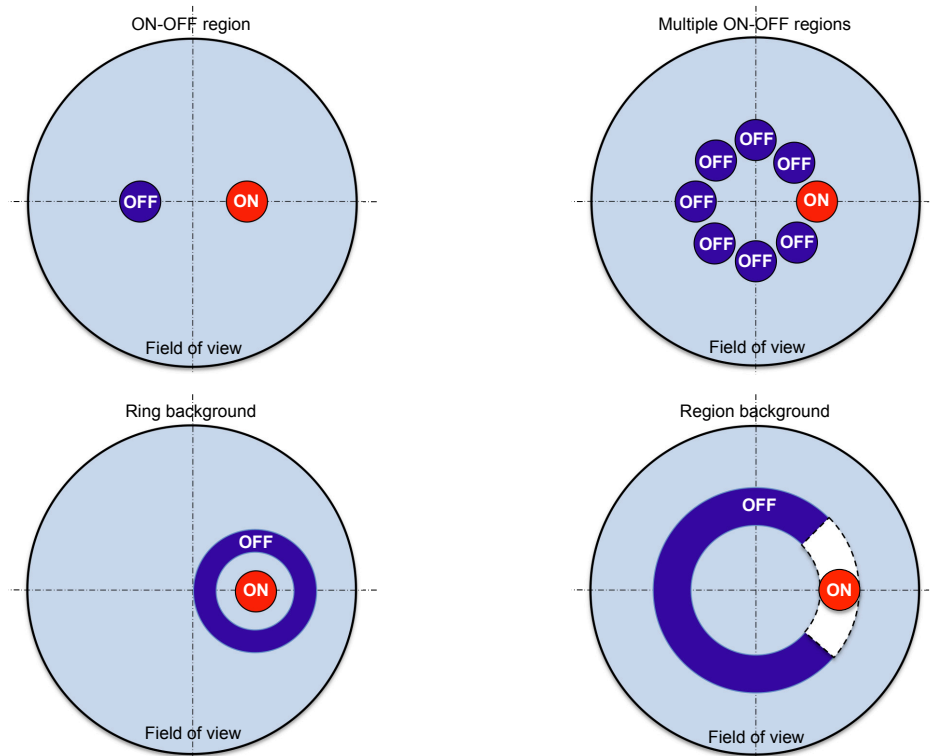 ON-OFF region
OFF
ON
Field of view
Multiple ON-OFF regions
OFF
OFF
OFF
OFF
ON
OFF
OFF
OFF
Field of view
Ring background
OFF
ON
Field of view
Region background
OFF
ON
Field of view